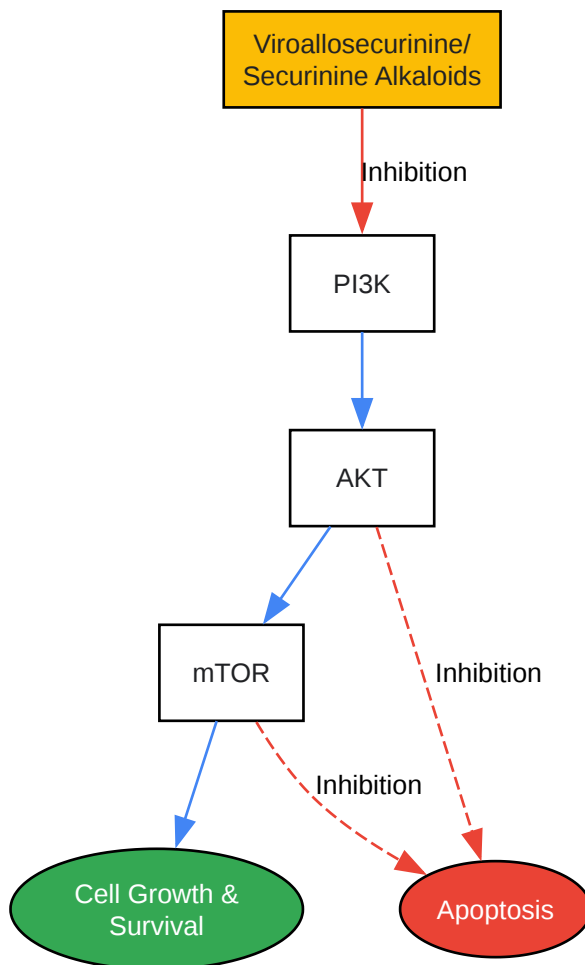 Viroallosecurinine/
Securinine Alkaloids
Inhibition
PI3K
AKT
mTOR
Inhibition
Inhibition
Cell Growth &
Survival
Apoptosis